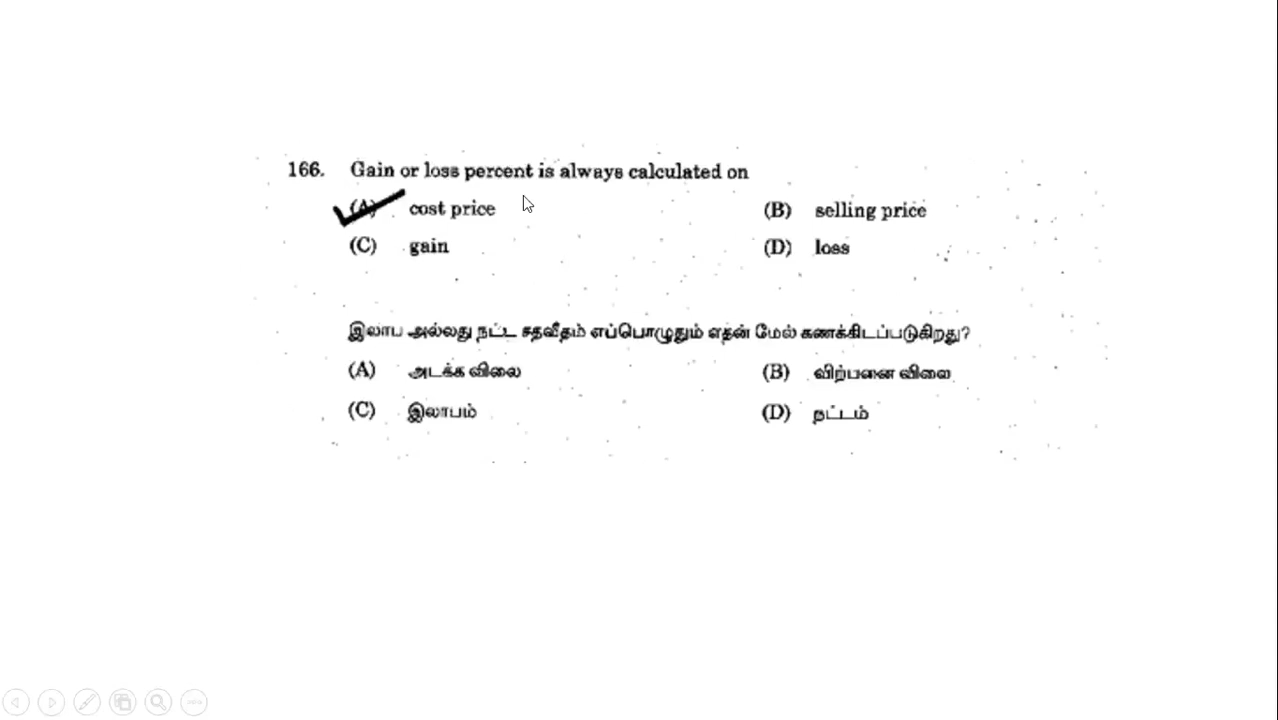 166. Gain or loss percent is always calculated on
(A) cost price (B) selling price
(C) gain (D) loss
இலாப அல்லது நட்ட சதவீதம் எப்பொழுதும் எதன் மேல் கணக்கிடப்படுகிறது?
(A) அடக்க விலை (B) விற்பனை விலை
(C) இலாபம் (D) நட்டம்